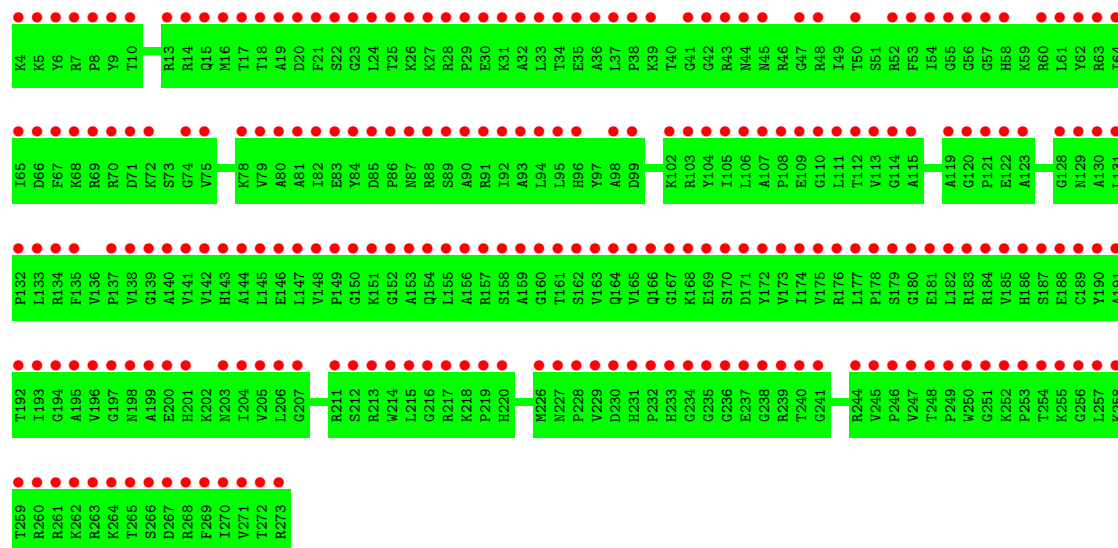 K4 K5 Y6 R7 P8 Y9 T10 R13 R14 Q15 M16 T17 T18 A19 D20 F21 S22 G23 L24 T25 K26 K27 R28 P29 E30 K31 A32 L33 T34 E35 A36 L37 P38 K39 T40 G41 G42 R43 N44 N45 R46 G47 R48 I49 T50 S51 R52 F53 I54 G55 G56 G57 H58 K59 R60 L61 Y62 R63 I64
I65 D66 F67 K68 R69 R70 D71 K72 S73 G74 V75 K78 V79 A80 A81 I82 E83 Y84 D85 P86 N87 R88 S89 A90 R91 I92 A93 L94 L95 H96 Y97 A98 D99 K102 R103 Y104 I105 L106 A107 P108 E109 G110 L111 T112 V113 G114 A115 A119 G120 P121 E122 A123 G128 N129 A130 L131
P132 L133 R134 F135 V136 P137 V138 G139 A140 V141 V142 H143 A144 L145 E146 L147 V148 P149 G150 K151 G152 A153 Q154 L155 A156 R157 S158 A159 G160 T161 S162 V163 Q164 V165 Q166 G167 K168 E169 S170 D171 Y172 V173 I174 V175 R176 L177 P178 S179 G180 E181 L182 R183 R184 V185 H186 S187 E188 C189 Y190 A191
T192 I193 G194 A195 V196 G197 N198 A199 E200 H201 K202 N203 I204 V205 L206 G207 R211 S212 R213 W214 L215 G216 R217 K218 P219 H220 M226 N227 P228 V229 D230 H231 P232 H233 G234 G235 G236 E237 G238 R239 T240 G241 R244 V245 P246 V247 T248 P249 W250 G251 K252 P253 T254 K255 G256 L257 K258
T259 R260 R261 K262 R263 K264 T265 S266 D267 R268 F269 I270 V271 T272 R273